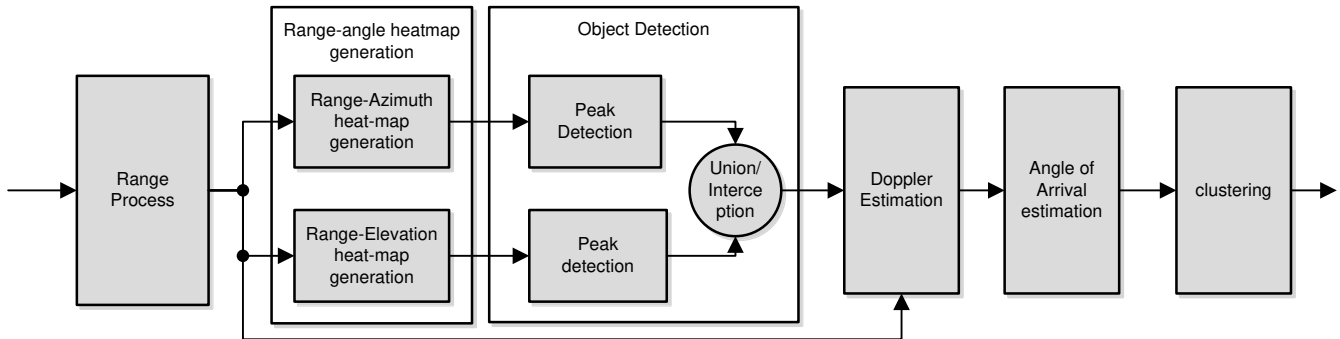 Range-angle heatmap
generation
Object Detection
Range
Process
Range-Azimuth
heat-map
generation
Range-Elevation
heat-map
generation
Peak
Detection
Peak
detection
Union/
Interce
ption
Doppler
Estimation
Angle of
Arrival
estimation
clustering